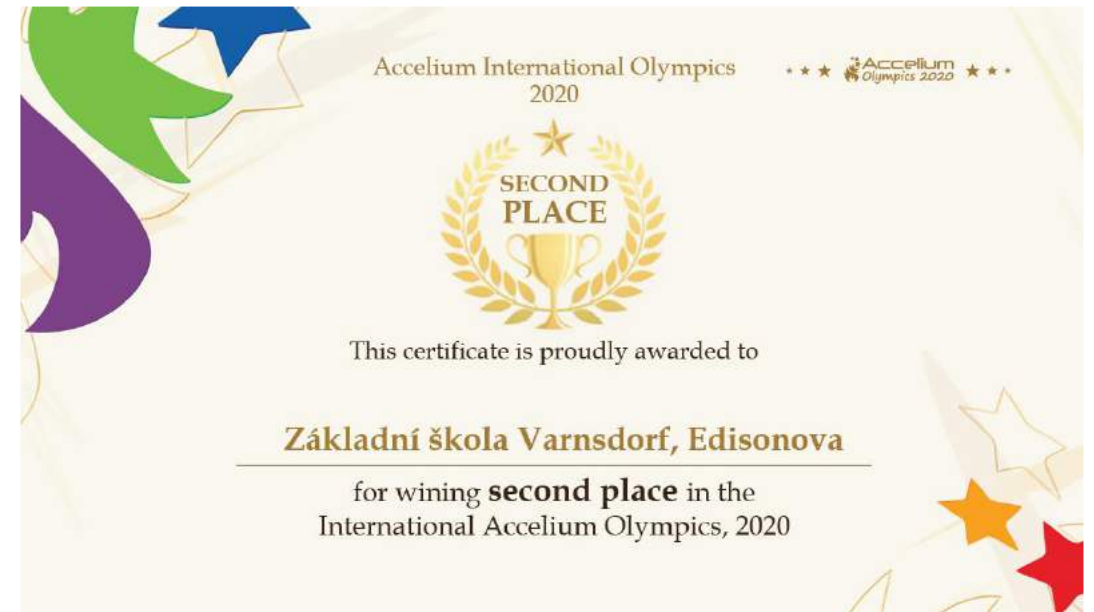 Accelium International Olympics
2020
Accelium
Olympics 2020
SECOND
PLACE
This certificate is proudly awarded to
Základní škola Varnsdorf, Edisonova
for wining second place in the
International Accelium Olympics, 2020